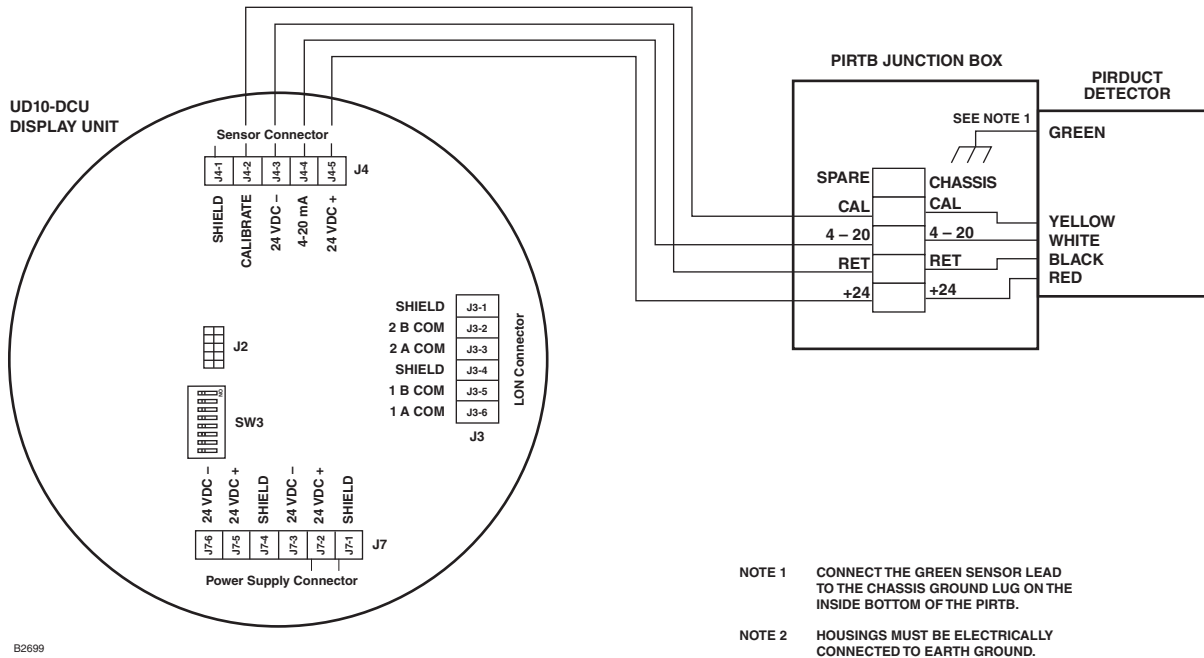 UD10-DCU
DISPLAY UNIT
Sensor Connector
J4-1
J4-2
J4-3
J4-4
J4-5
J4
SHIELD
CALIBRATE
24 VDC –
4-20 mA
24 VDC +
J2
SW3
ON
SHIELD
2 B COM
2 A COM
SHIELD
1 B COM
1 A COM
J3-1
J3-2
J3-3
J3-4
J3-5
J3-6
LON Connector
J3
24 VDC –
24 VDC +
SHIELD
24 VDC –
24 VDC +
SHIELD
J7-6
J7-5
J7-4
J7-3
J7-2
J7-1
J7
Power Supply Connector
PIRTB JUNCTION BOX
SEE NOTE 1
SPARE
CAL
4 – 20
RET
+24
CHASSIS
CAL
4 – 20
RET
+24
PIRDUCT
DETECTOR
GREEN
YELLOW
WHITE
BLACK
RED
NOTE 1 CONNECT THE GREEN SENSOR LEAD
TO THE CHASSIS GROUND LUG ON THE
INSIDE BOTTOM OF THE PIRTB.
NOTE 2 HOUSINGS MUST BE ELECTRICALLY
CONNECTED TO EARTH GROUND.
B2699